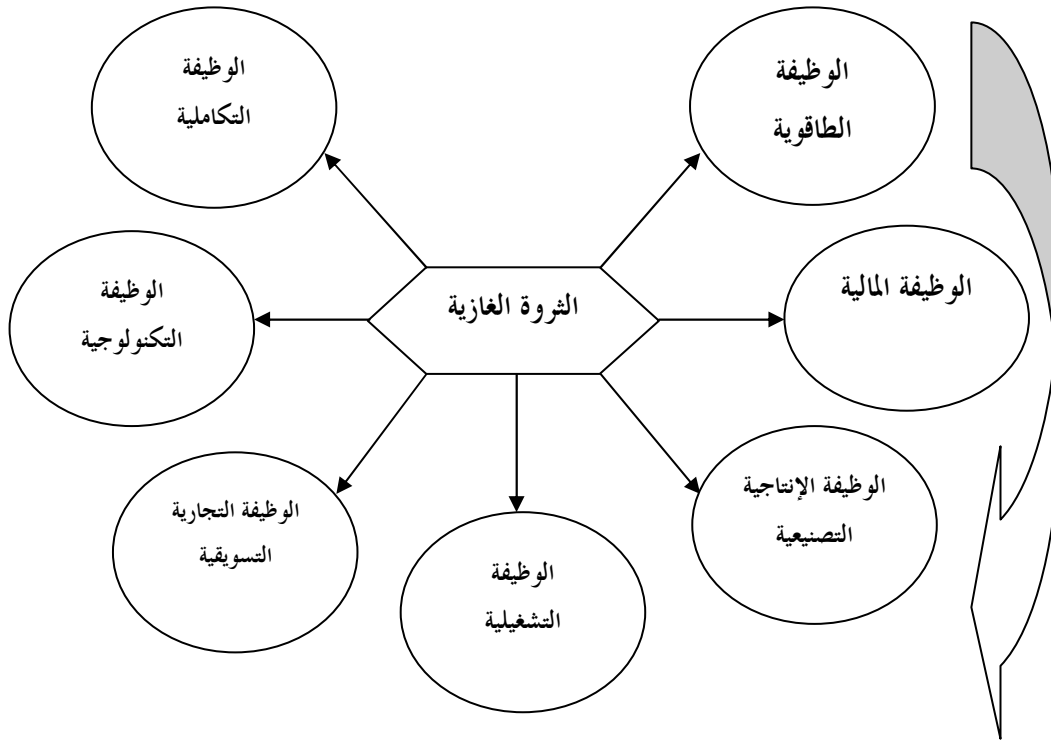 الوظيفة
الطاقوية
الوظيفة
التكاملية
الثروة الغازية
الوظيفة المالية
الوظيفة
التكنولوجية
الوظيفة الإنتاجية
التصنيعية
الوظيفة التجارية
التسويقية
الوظيفة
التشغيلية